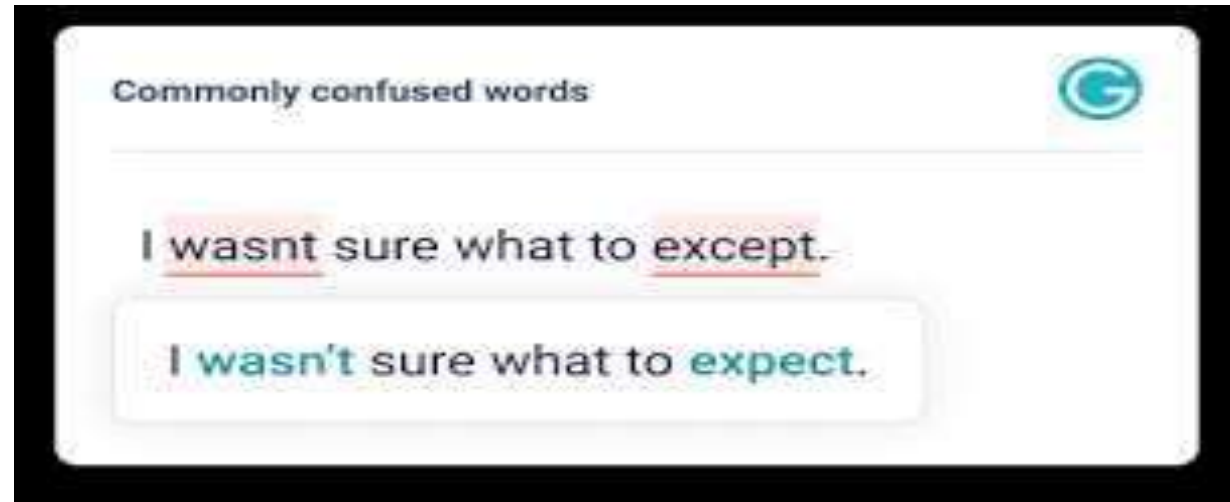 Commonly confused words
I wasnt sure what to except.
I wasn't sure what to expect.